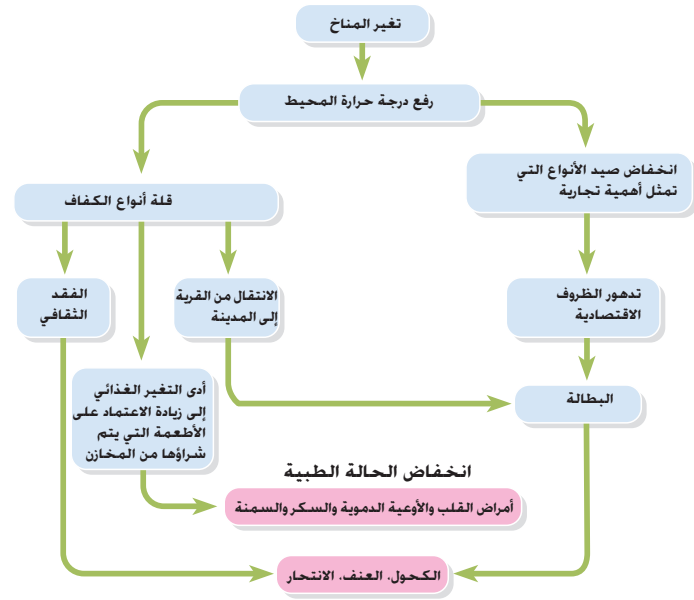 تغير المناخ
رفع درجة حرارة المحيط
انخفاض صيد الأنواع التي
تمثل أهمية تجارية
قلة أنواع الكفاف
تدهور الظروف
الاقتصادية
الانتقال من القرية
إلى المدينة
الفقد
الثقافي
البطالة
أدى التغير الغذائي
إلى زيادة الاعتماد على
الأطعمة التي يتم
شراؤها من المخازن
انخفاض الحالة الطبية
أمراض القلب والأوعية الدموية والسكر والسمنة
الكحول، العنف، الانتحار